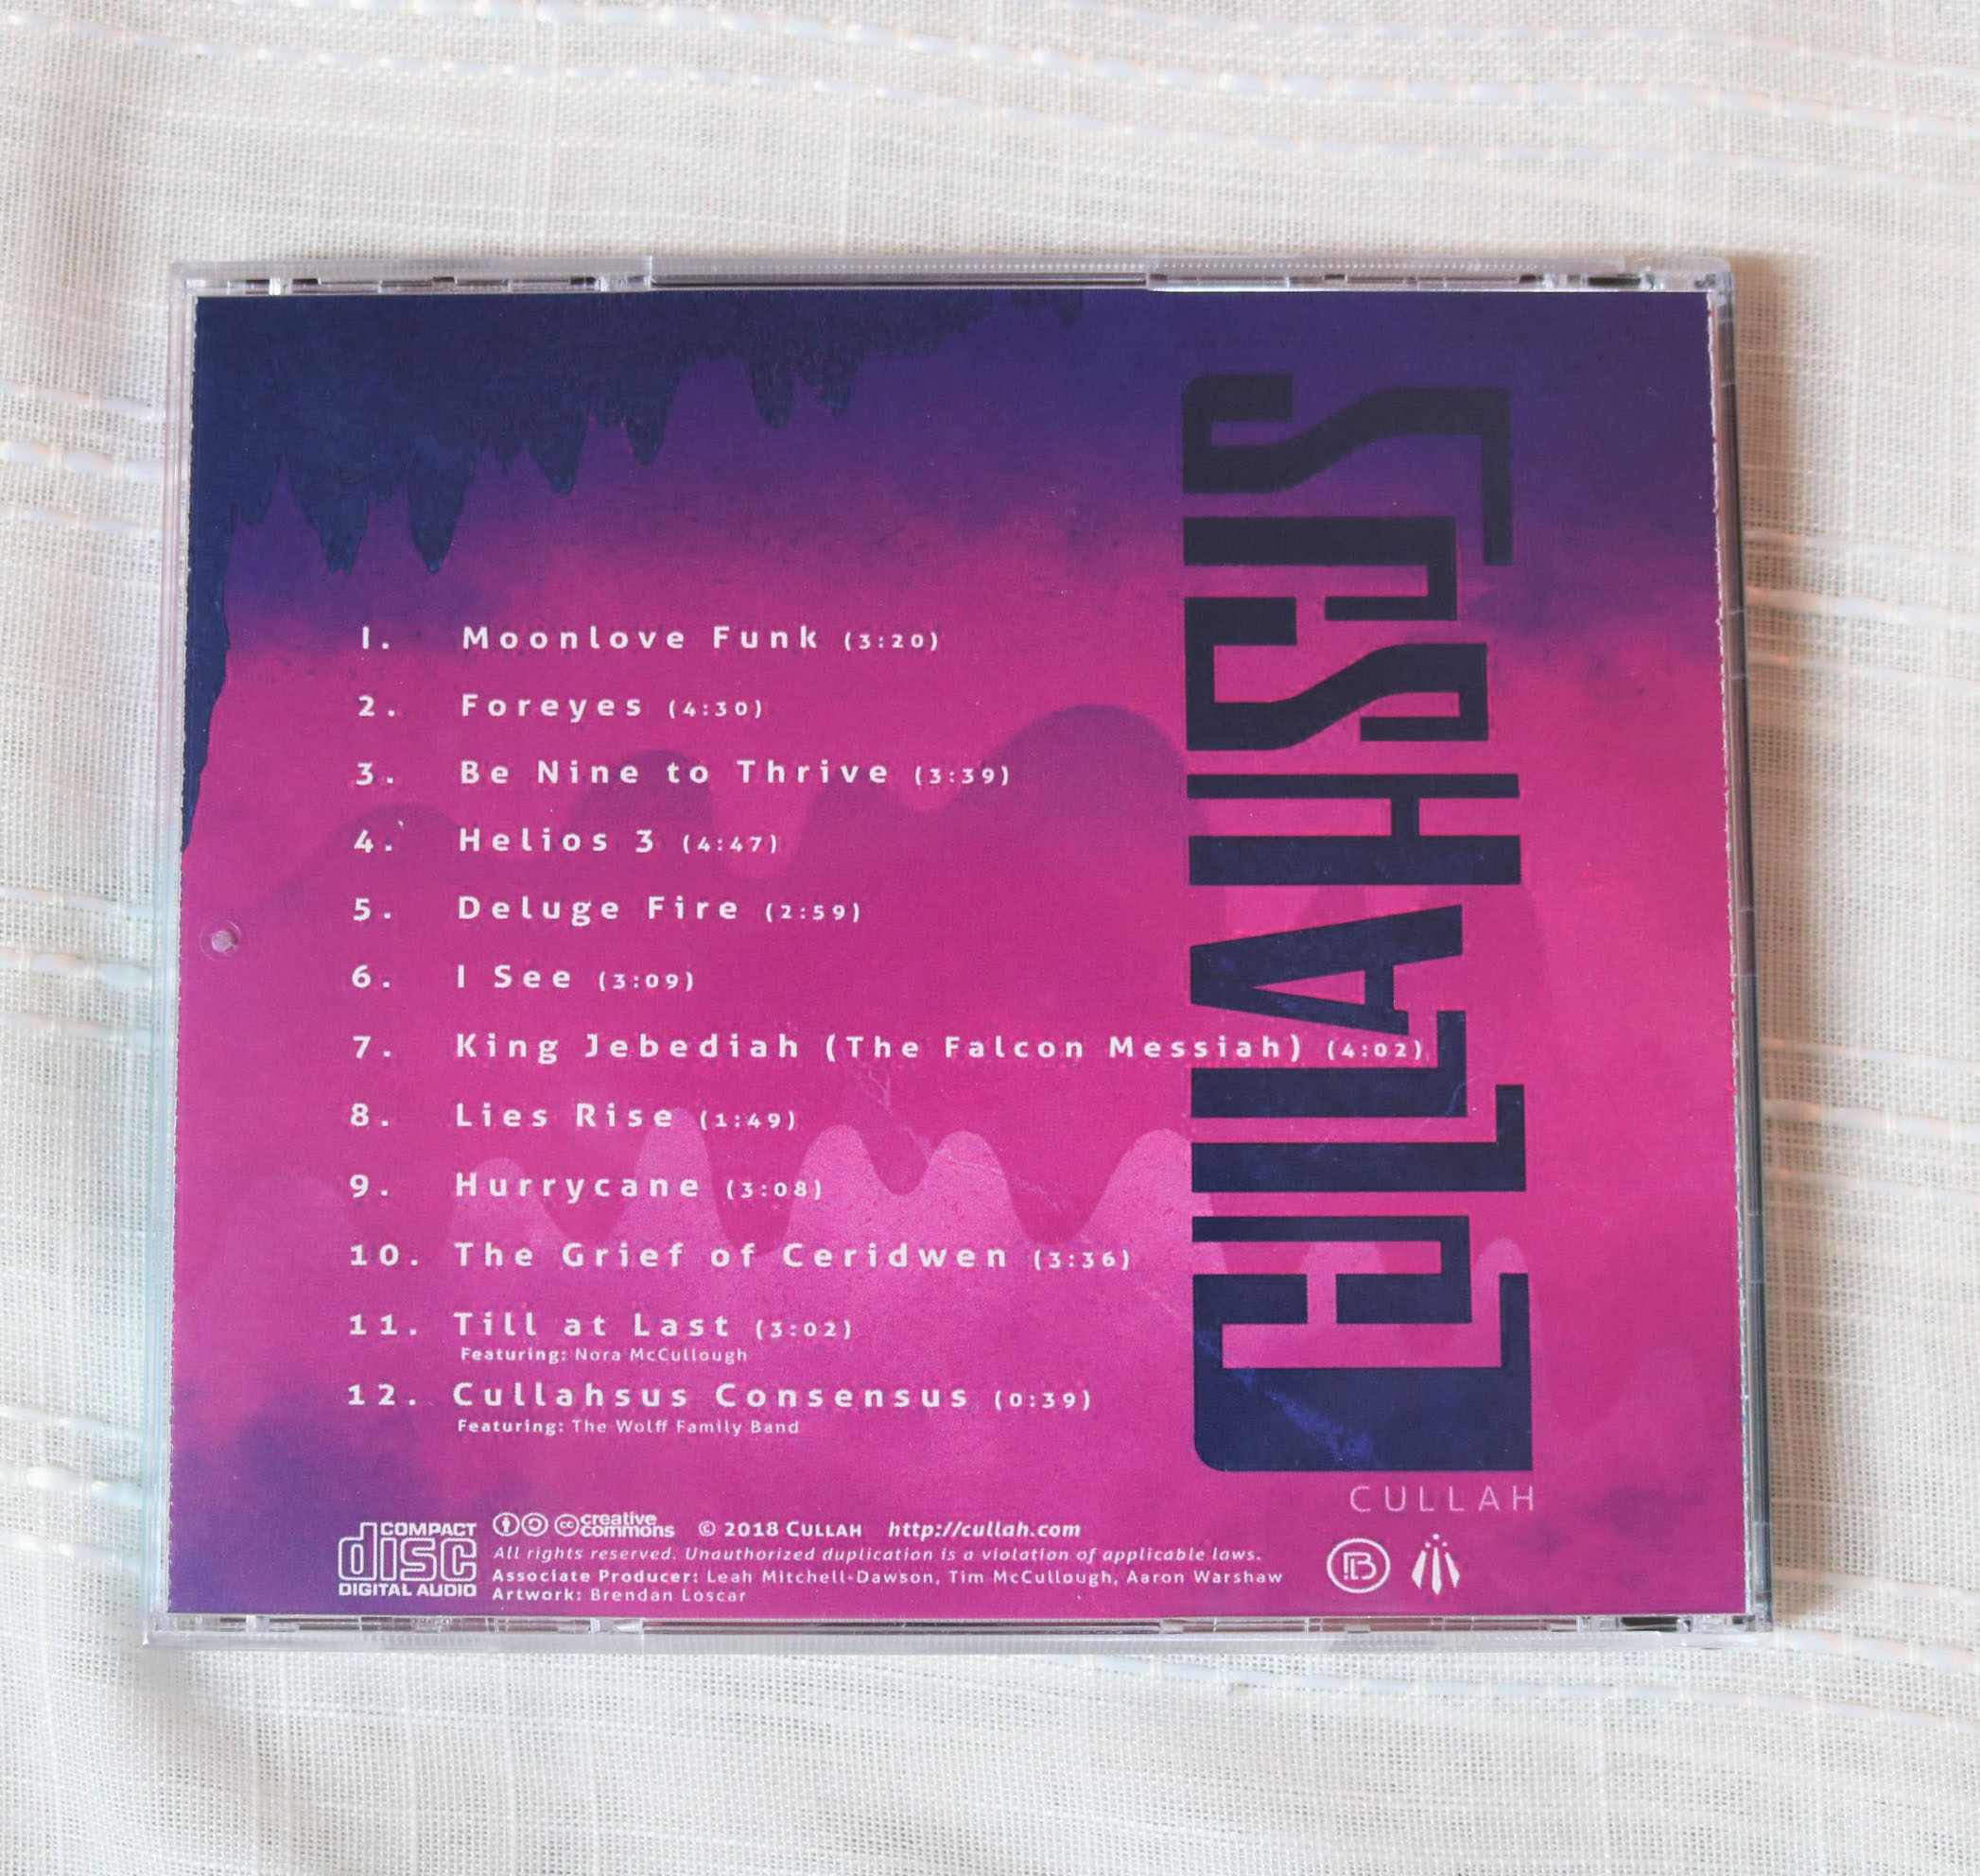 1. Moonlove Funk (3:20)
2. Foreyes (4:30)
3. Be Nine to Thrive (3:39)
4. Helios 3 (4:47)
5. Deluge Fire (2:59)
6. I See (3:09)
7. King Jebediah (The Falcon Messiah) (4:02)
8. Lies Rise (1:49)
9. Hurrycane (3:08)
10. The Grief of Ceridwen (3:36)
11. Till at Last (3:02)
Featuring: Nora McCullough
12. Cullahsus Consensus (0:39)
Featuring: The Wolff Family Band
CULLAHSUS
CULLAH
COMPACT
disc
DIGITAL AUDIO
cc creative commons © 2018 CULLAH http://cullah.com
All rights reserved. Unauthorized duplication is a violation of applicable laws.
Associate Producer: Leah Mitchell-Dawson, Tim McCullough, Aaron Warshaw
Artwork: Brendan Loscar